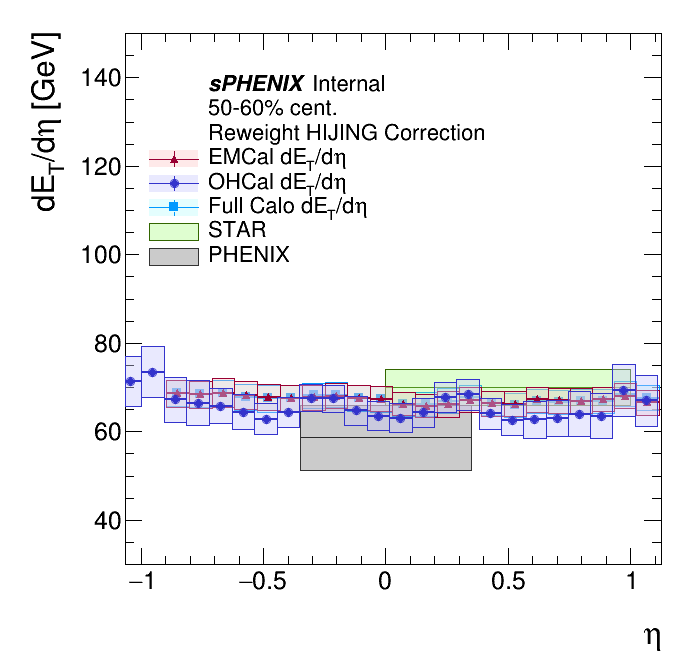 dE_T/dη [GeV]
140
120
100
80
60
40
sPHENIX Internal
50-60% cent.
Reweight HIJING Correction
EMCal dE_T/dη
OHCal dE_T/dη
Full Calo dE_T/dη
STAR
PHENIX
−1 −0.5 0 0.5 1
η